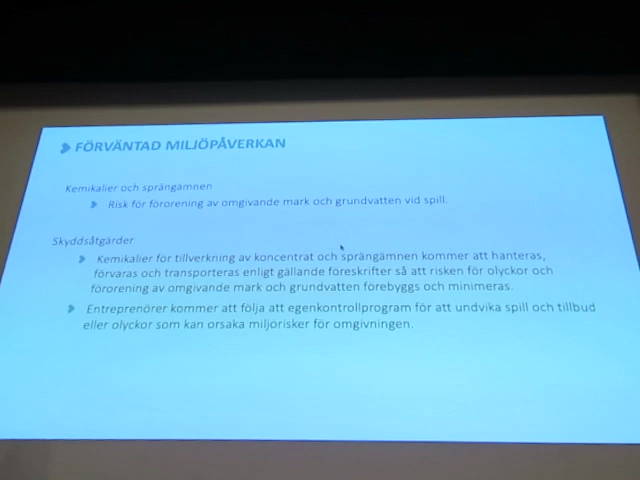 FÖRVÄNTAD MILJÖPÅVERKAN
Kemikalier och sprängämnen
Risk för förorening av omgivande mark och grundvatten vid spill.
Skyddsåtgärder
Kemikalier för tillverkning av koncentrat och sprängämnen kommer att hanteras,
förvaras och transporteras enligt gällande föreskrifter så att risken för olyckor och
förorening av omgivande mark och grundvatten förebyggs och minimeras.
Entreprenörer kommer att följa att egenkontrollprogram för att undvika spill och tillbud
eller olyckor som kan orsaka miljörisker för omgivningen.